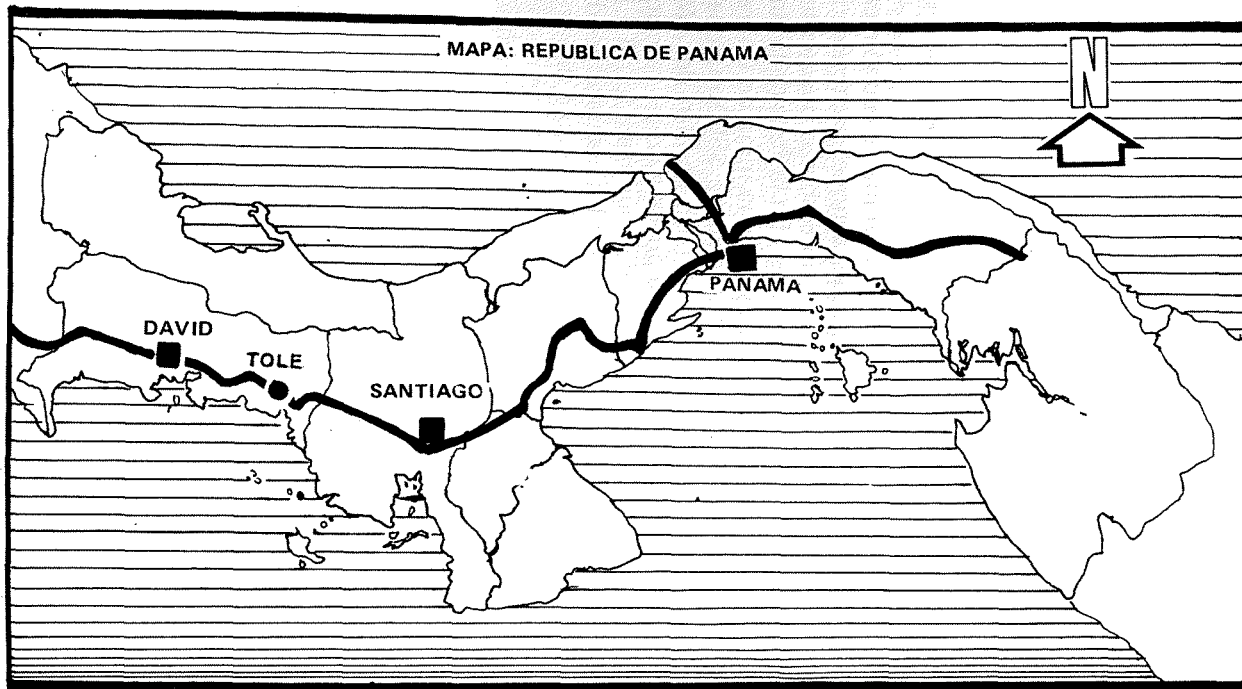 MAPA: REPUBLICA DE PANAMA
N
PANAMA
DAVID
TOLE
SANTIAGO